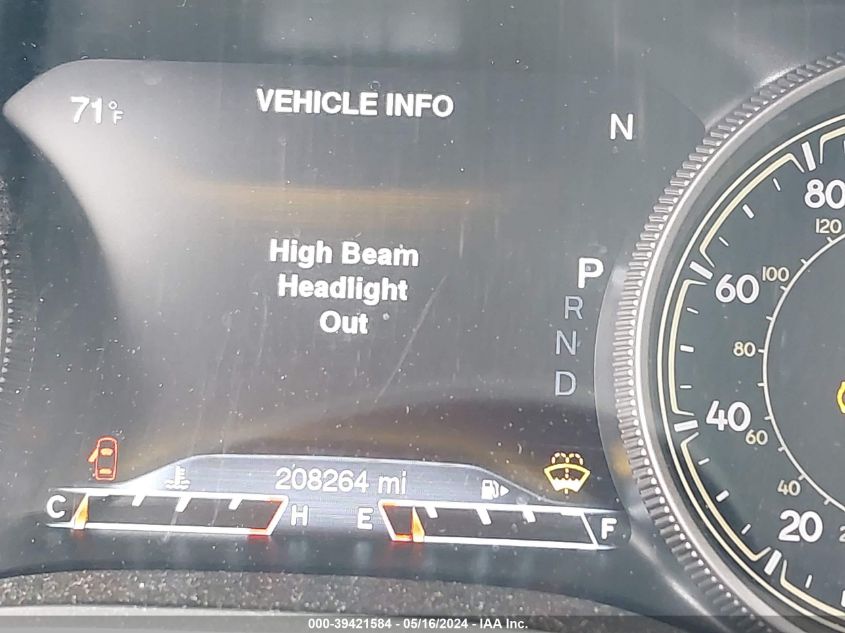 71°F
VEHICLE INFO
N
High Beam
Headlight
Out
P
R
N
D
208264 mi
C H
E F
80
120
60
100
80
40
60
40
20
000-39421584 - 05/16/2024 - IAA Inc.